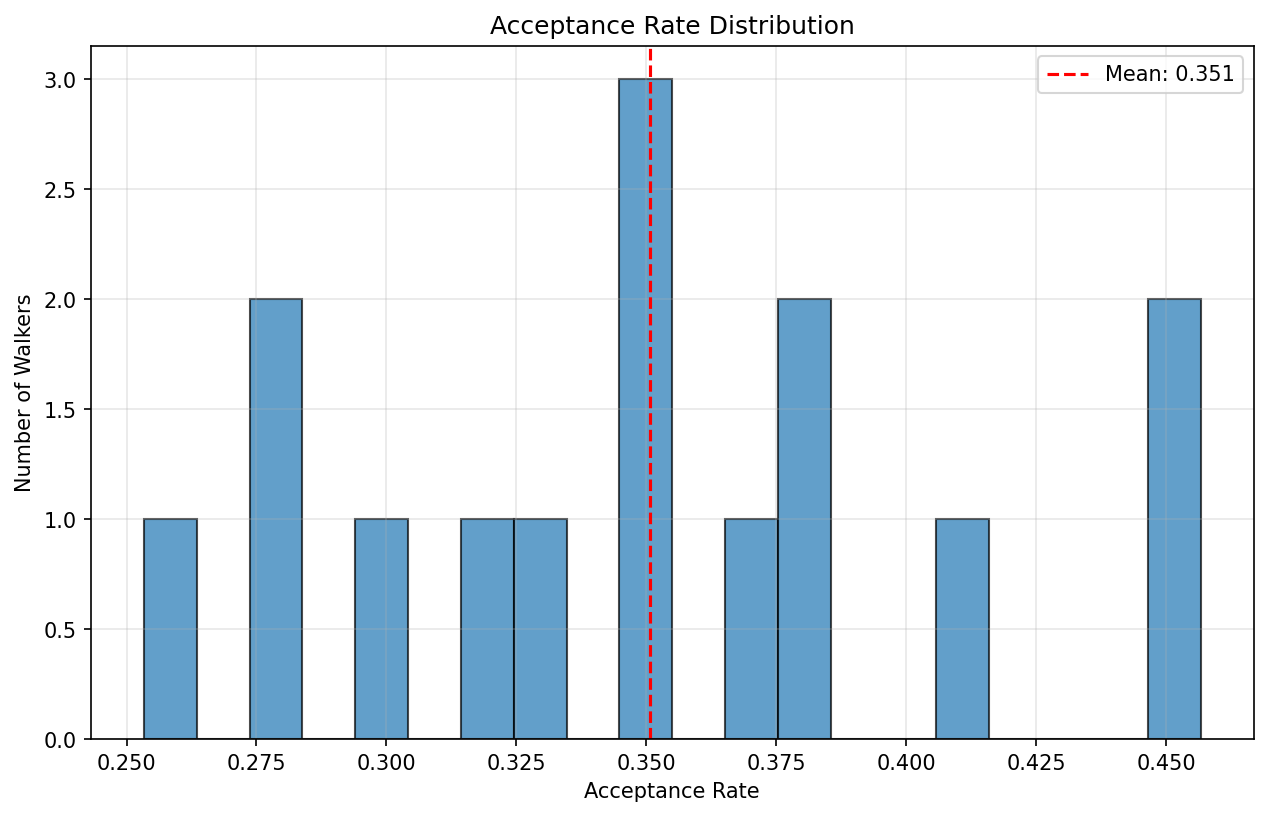 Acceptance Rate Distribution
Mean: 0.351
Number of Walkers
3.0
2.5
2.0
1.5
1.0
0.5
0.0
0.250 0.275 0.300 0.325 0.350 0.375 0.400 0.425 0.450
Acceptance Rate